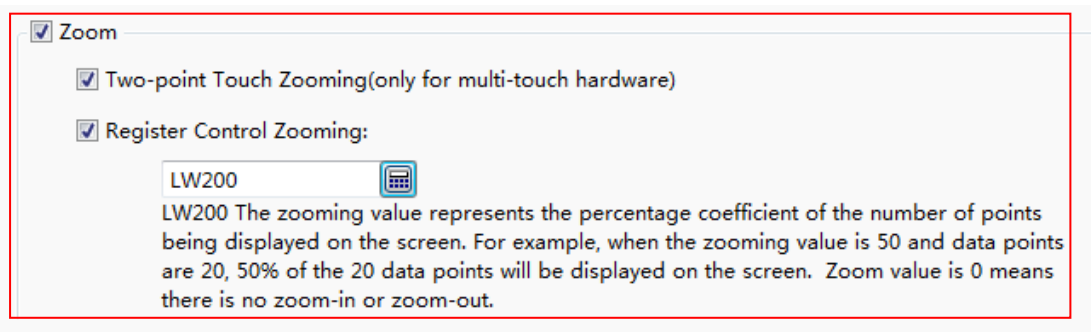 Zoom
Two-point Touch Zooming(only for multi-touch hardware)
Register Control Zooming:
LW200
LW200 The zooming value represents the percentage coefficient of the number of points
being displayed on the screen. For example, when the zooming value is 50 and data points
are 20, 50% of the 20 data points will be displayed on the screen.  Zoom value is 0 means
there is no zoom-in or zoom-out.